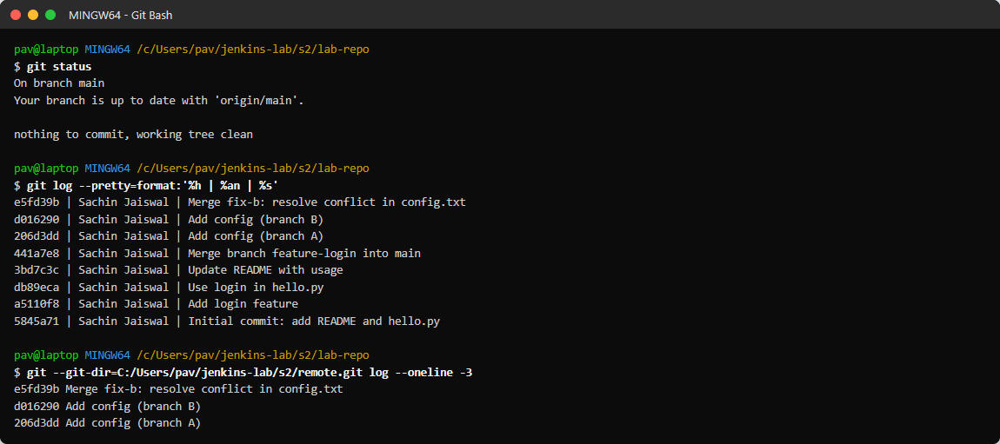 MINGW64 - Git Bash
pav@laptop MINGW64 /c/Users/pav/jenkins-lab/s2/lab-repo
$ git status
On branch main
Your branch is up to date with 'origin/main'.
nothing to commit, working tree clean
pav@laptop MINGW64 /c/Users/pav/jenkins-lab/s2/lab-repo
$ git log --pretty=format:'%h | %an | %s'
e5fd39b | Sachin Jaiswal | Merge fix-b: resolve conflict in config.txt
d016290 | Sachin Jaiswal | Add config (branch B)
206d3dd | Sachin Jaiswal | Add config (branch A)
441a7e8 | Sachin Jaiswal | Merge branch feature-login into main
3bd7c3c | Sachin Jaiswal | Update README with usage
db89eca | Sachin Jaiswal | Use login in hello.py
a5110f8 | Sachin Jaiswal | Add login feature
5845a71 | Sachin Jaiswal | Initial commit: add README and hello.py
pav@laptop MINGW64 /c/Users/pav/jenkins-lab/s2/lab-repo
$ git --git-dir=C:/Users/pav/jenkins-lab/s2/remote.git log --oneline -3
e5fd39b Merge fix-b: resolve conflict in config.txt
d016290 Add config (branch B)
206d3dd Add config (branch A)